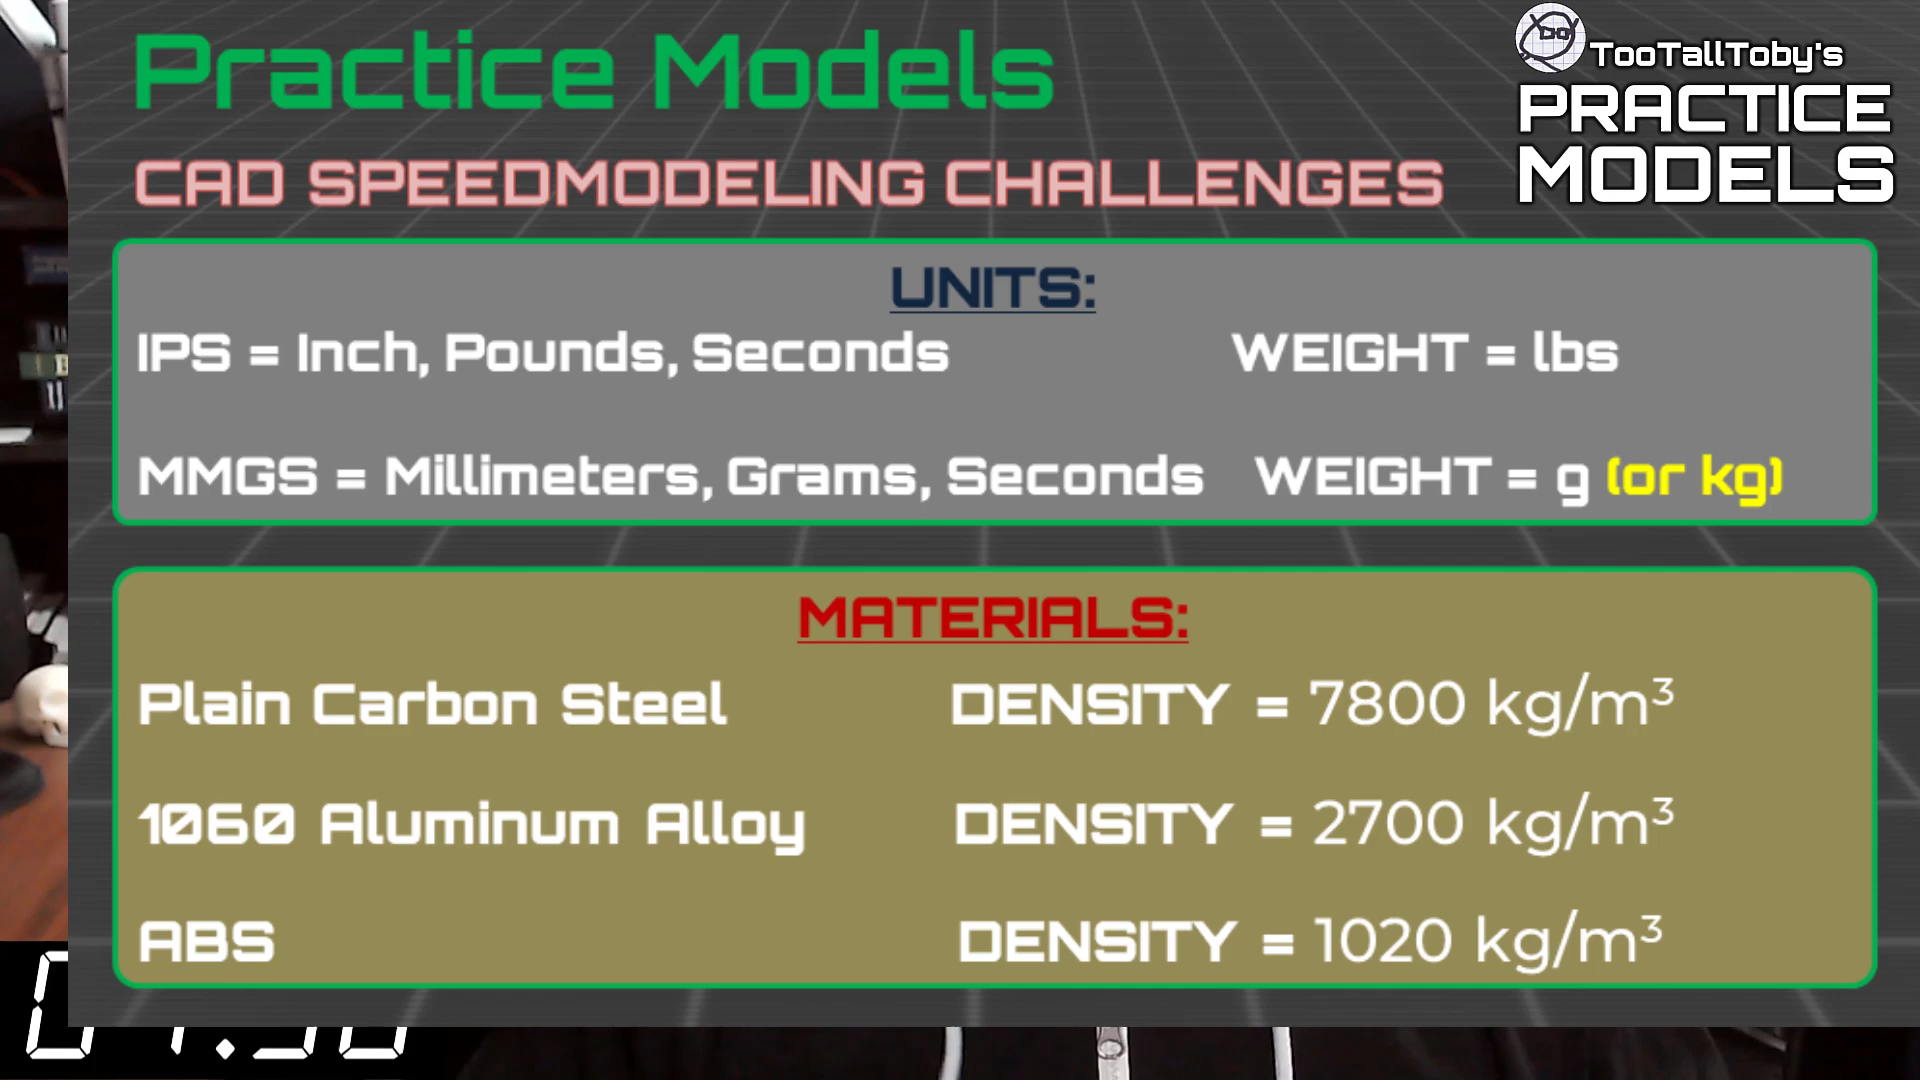 Practice Models
TooTallToby's
PRACTICE
MODELS
CAD SPEEDMODELING CHALLENGES
UNITS:
IPS = Inch, Pounds, Seconds WEIGHT = lbs
MMGS = Millimeters, Grams, Seconds WEIGHT = g (or kg)
MATERIALS:
Plain Carbon Steel DENSITY = 7800 kg/m³
1060 Aluminum Alloy DENSITY = 2700 kg/m³
ABS DENSITY = 1020 kg/m³